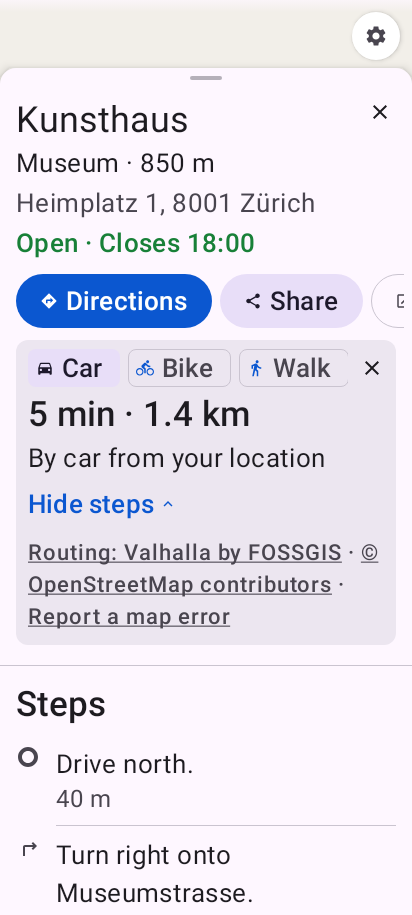 Kunsthaus
Museum · 850 m
Heimplatz 1, 8001 Zürich
Open · Closes 18:00
Directions
Share
Car
Bike
Walk
5 min · 1.4 km
By car from your location
Hide steps
Routing: Valhalla by FOSSGIS · ©
OpenStreetMap contributors ·
Report a map error
Steps
Drive north.
40 m
Turn right onto
Museumstrasse.